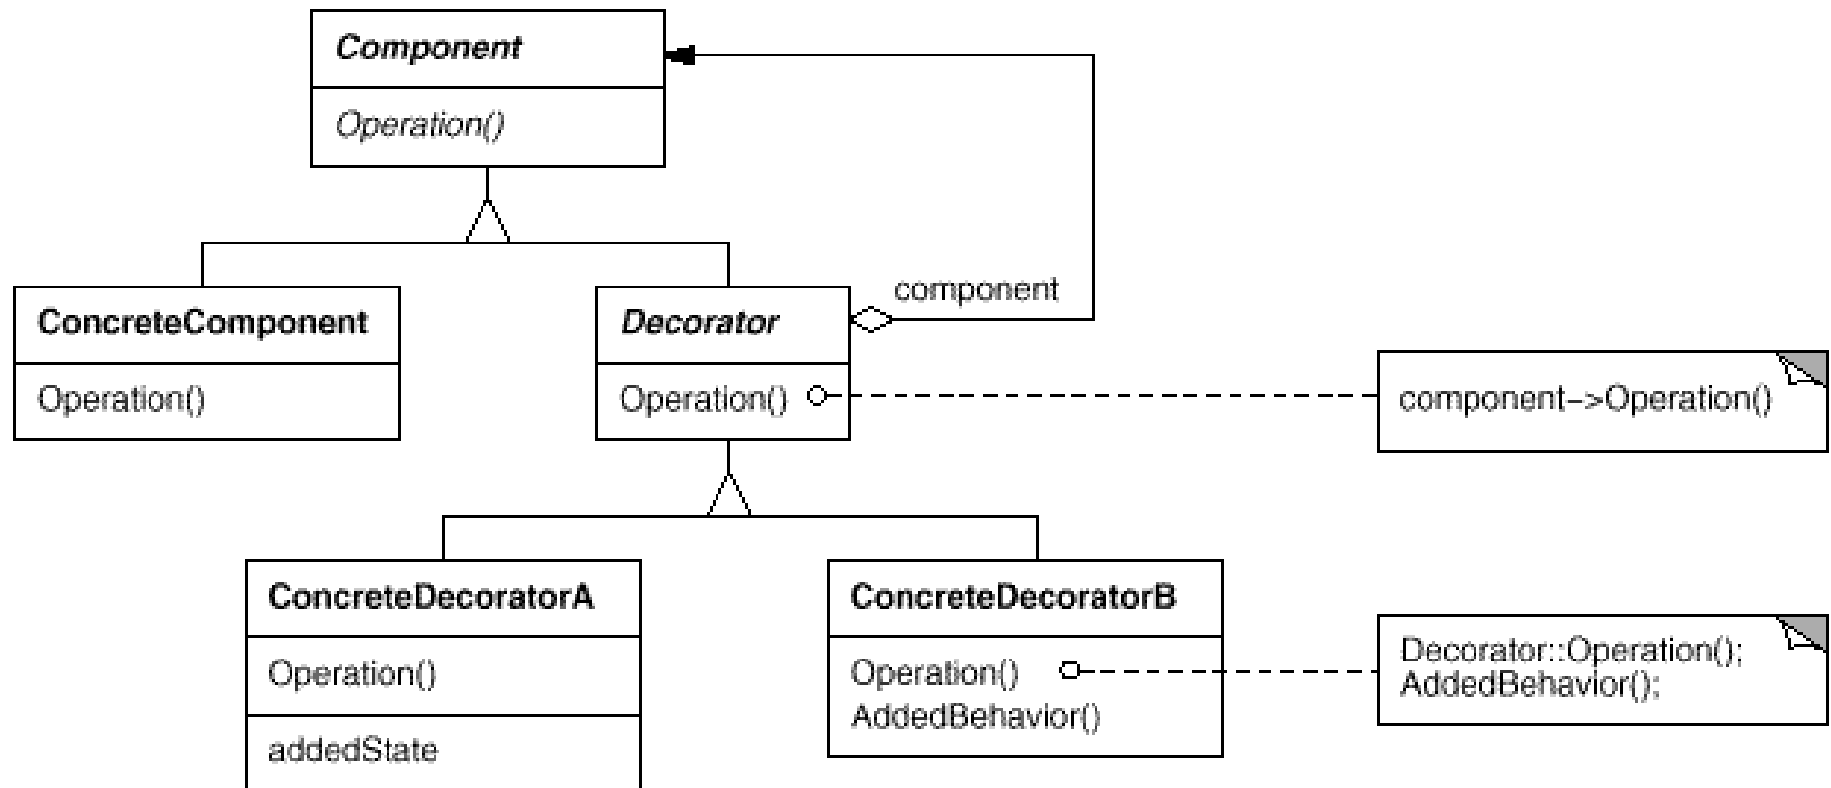 Component
Operation()
ConcreteComponent
Operation()
Decorator
Operation()
component
component–>Operation()
ConcreteDecoratorA
Operation()
addedState
ConcreteDecoratorB
Operation()
AddedBehavior()
Decorator::Operation();
AddedBehavior();